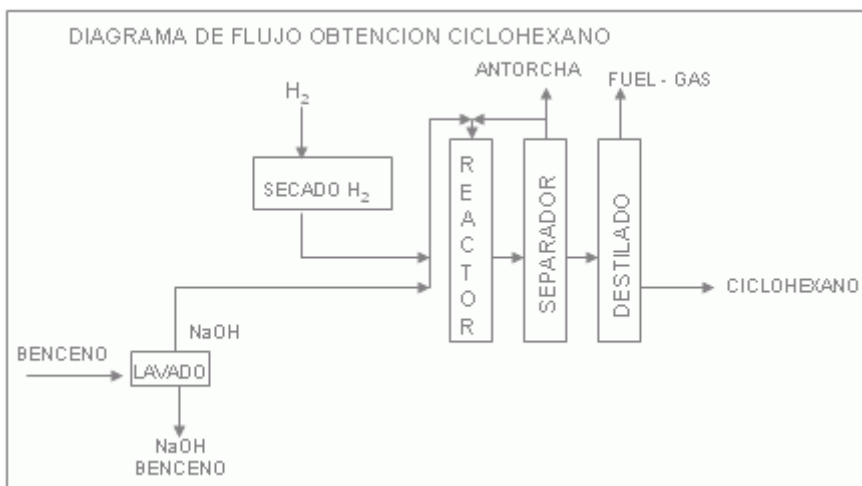 DIAGRAMA DE FLUJO OBTENCION CICLOHEXANO
ANTORCHA
FUEL - GAS
H2
SECADO H2
REACTOR
SEPARADOR
DESTILADO
CICLOHEXANO
NaOH
BENCENO
LAVADO
NaOH
BENCENO